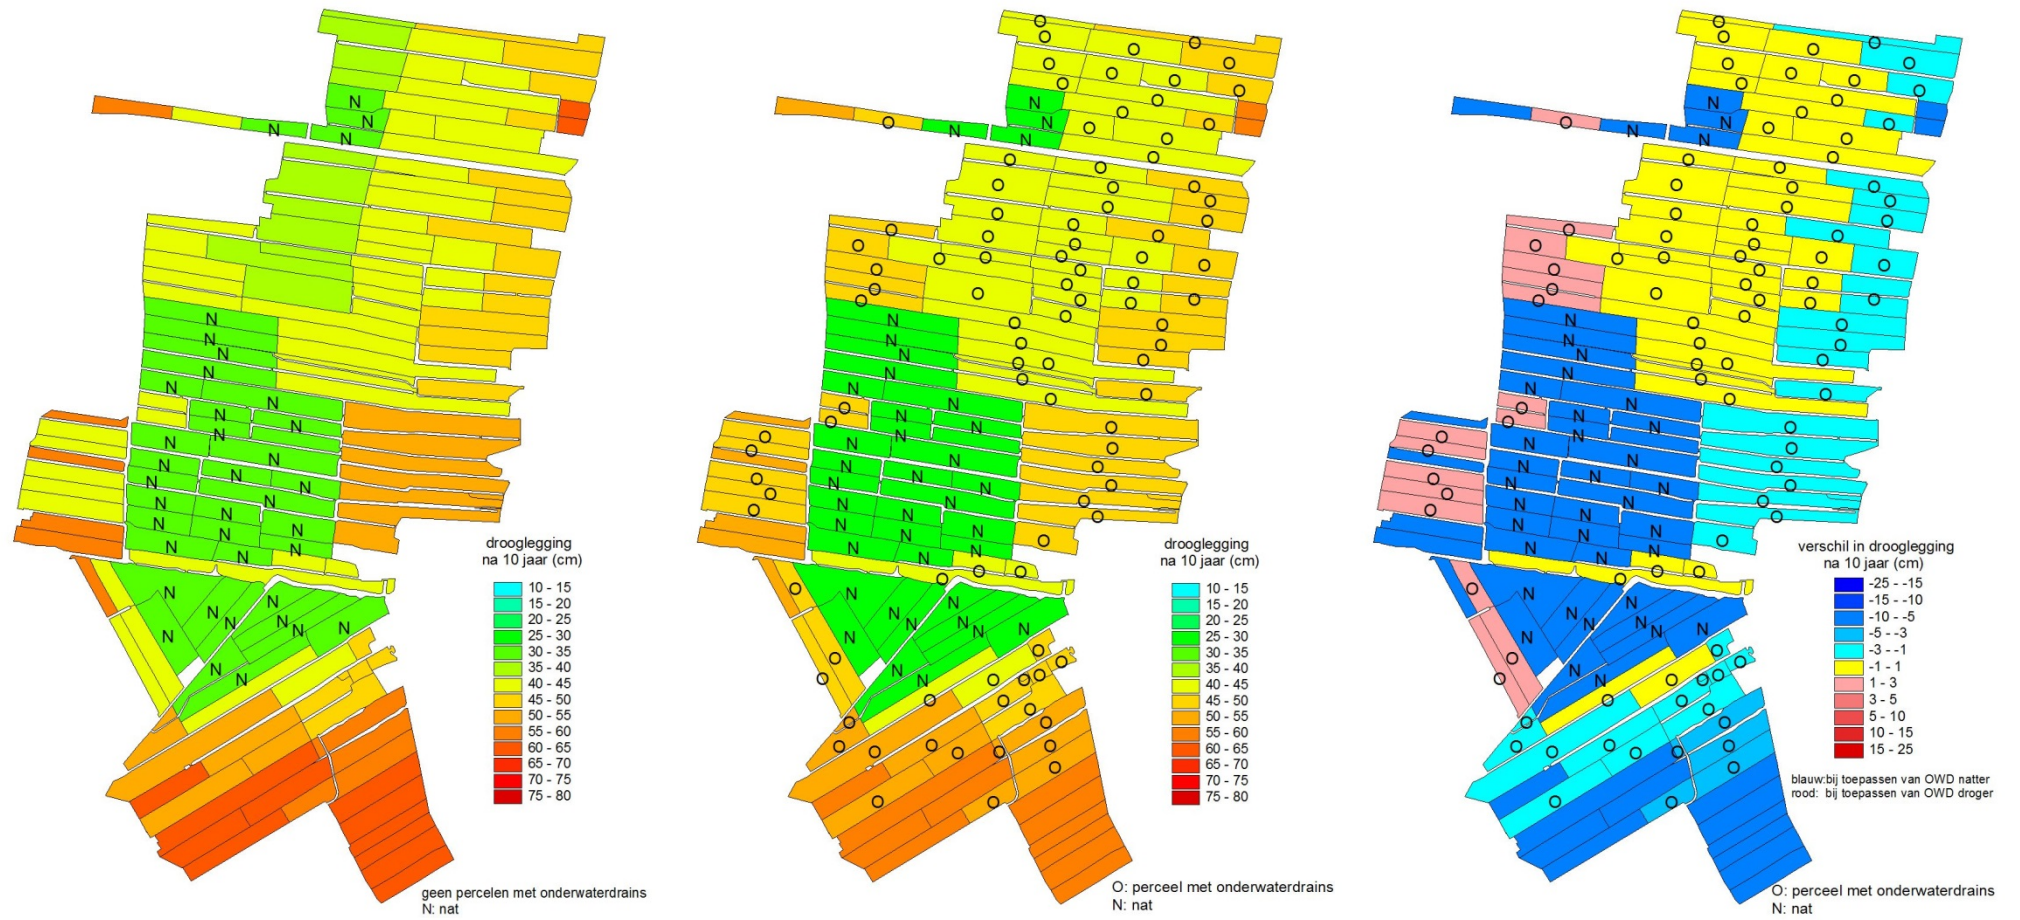 drooglegging
na 10 jaar (cm)
10 - 15
15 - 20
20 - 25
25 - 30
30 - 35
35 - 40
40 - 45
45 - 50
50 - 55
55 - 60
60 - 65
65 - 70
70 - 75
75 - 80
geen percelen met onderwaterdrains
N: nat
drooglegging
na 10 jaar (cm)
10 - 15
15 - 20
20 - 25
25 - 30
30 - 35
35 - 40
40 - 45
45 - 50
50 - 55
55 - 60
60 - 65
65 - 70
70 - 75
75 - 80
O: perceel met onderwaterdrains
N: nat
verschil in drooglegging
na 10 jaar (cm)
-25 - -15
-15 - -10
-10 - -5
-5 - -3
-3 - -1
-1 - 1
1 - 3
3 - 5
5 - 10
10 - 15
15 - 25
blauw:bij toepassen van OWD natter
rood: bij toepassen van OWD droger
O: perceel met onderwaterdrains
N: nat